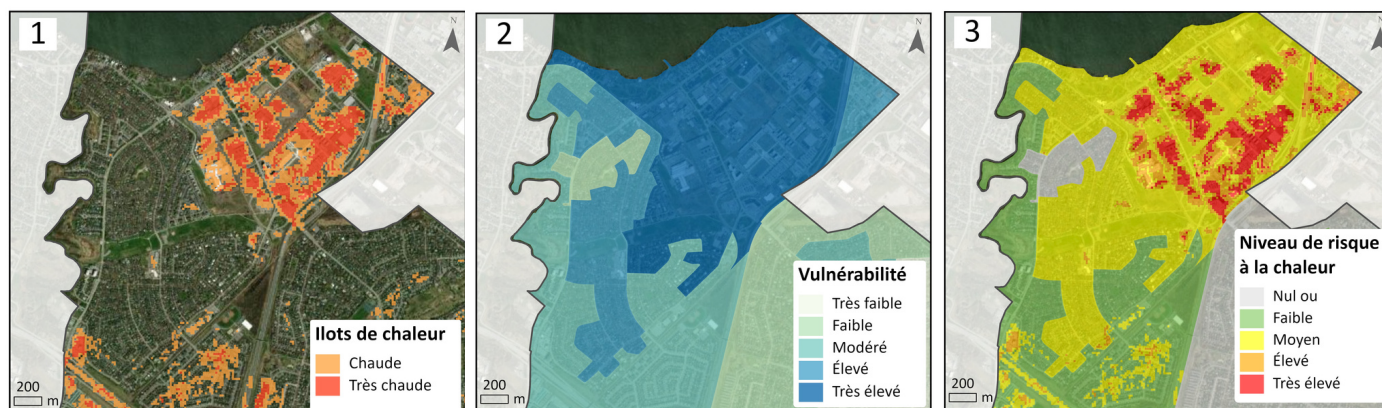 1
N
Ilots de chaleur
Chaude
Très chaude
200
m
2
N
Vulnérabilité
Très faible
Faible
Modéré
Élevé
Très élevé
200
m
3
N
Niveau de risque
à la chaleur
Nul ou
Faible
Moyen
Élevé
Très élevé
200
m